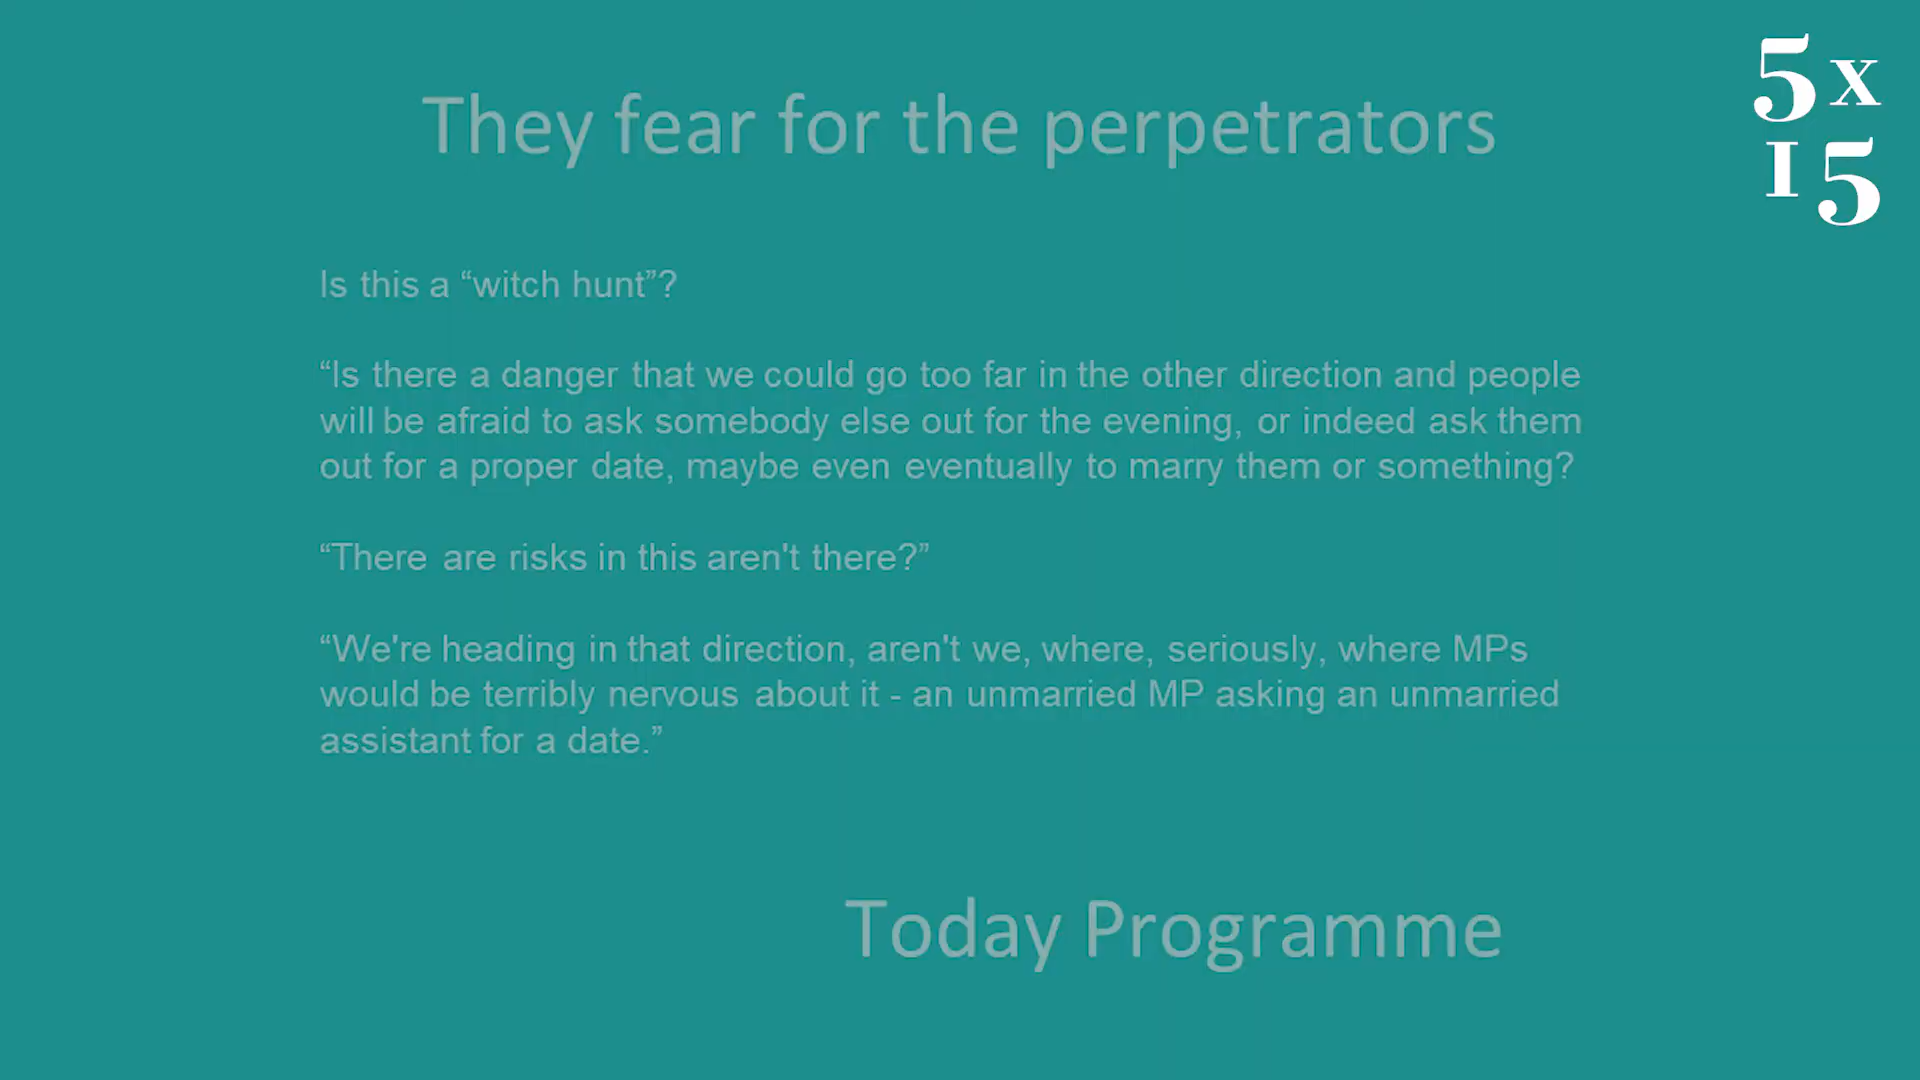 They fear for the perpetrators
5x
15
Is this a “witch hunt”?
“Is there a danger that we could go too far in the other direction and people
will be afraid to ask somebody else out for the evening, or indeed ask them
out for a proper date, maybe even eventually to marry them or something?
“There are risks in this aren't there?”
“We're heading in that direction, aren't we, where, seriously, where MPs
would be terribly nervous about it - an unmarried MP asking an unmarried
assistant for a date.”
Today Programme